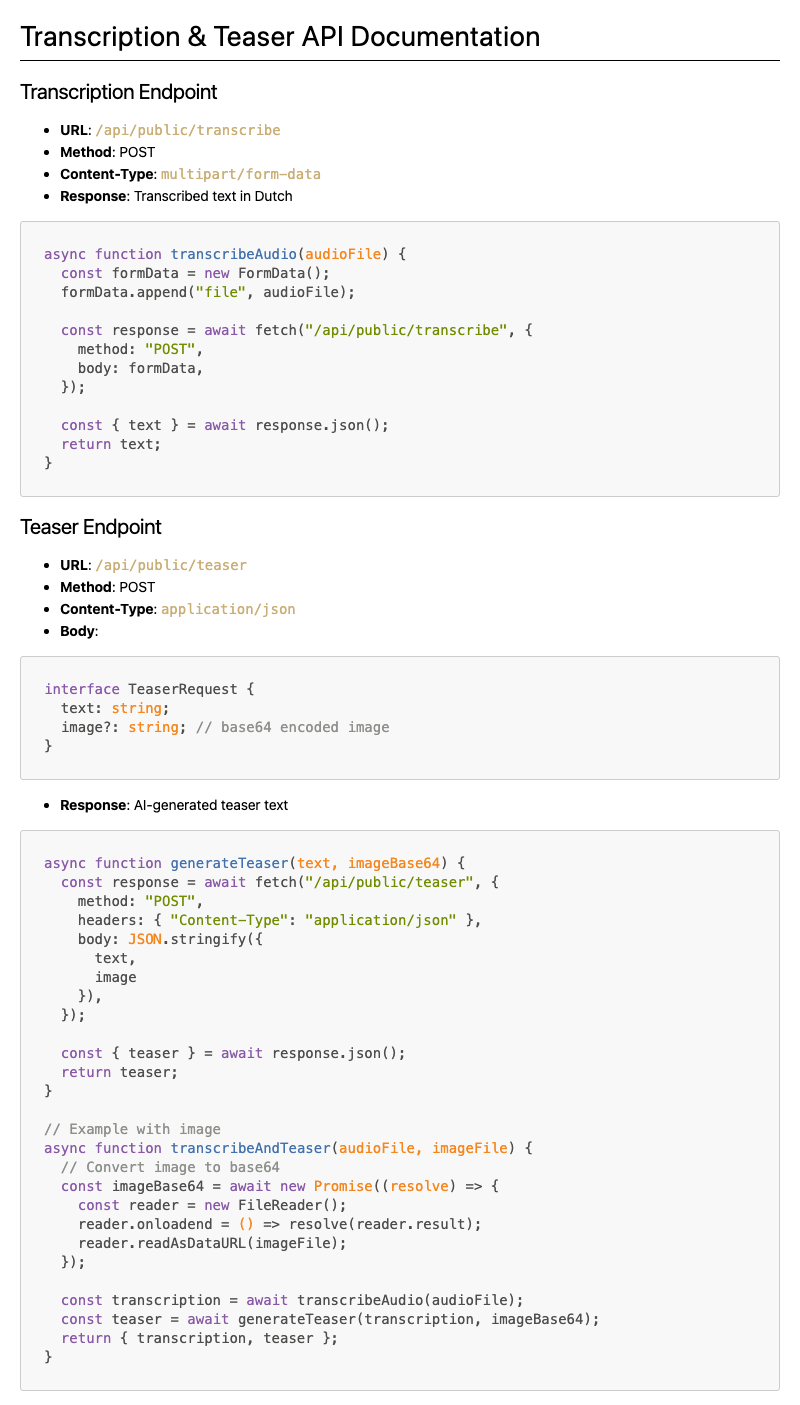 Transcription & Teaser API Documentation
Transcription Endpoint
• URL: /api/public/transcribe
• Method: POST
• Content-Type: multipart/form-data
• Response: Transcribed text in Dutch
async function transcribeAudio(audioFile) {
  const formData = new FormData();
  formData.append("file", audioFile);

  const response = await fetch("/api/public/transcribe", {
    method: "POST",
    body: formData,
  });

  const { text } = await response.json();
  return text;
}
Teaser Endpoint
• URL: /api/public/teaser
• Method: POST
• Content-Type: application/json
• Body:
interface TeaserRequest {
  text: string;
  image?: string; // base64 encoded image
}
• Response: AI-generated teaser text
async function generateTeaser(text, imageBase64) {
  const response = await fetch("/api/public/teaser", {
    method: "POST",
    headers: { "Content-Type": "application/json" },
    body: JSON.stringify({
      text,
      image
    }),
  });

  const { teaser } = await response.json();
  return teaser;
}

// Example with image
async function transcribeAndTeaser(audioFile, imageFile) {
  // Convert image to base64
  const imageBase64 = await new Promise((resolve) => {
    const reader = new FileReader();
    reader.onloadend = () => resolve(reader.result);
    reader.readAsDataURL(imageFile);
  });

  const transcription = await transcribeAudio(audioFile);
  const teaser = await generateTeaser(transcription, imageBase64);
  return { transcription, teaser };
}